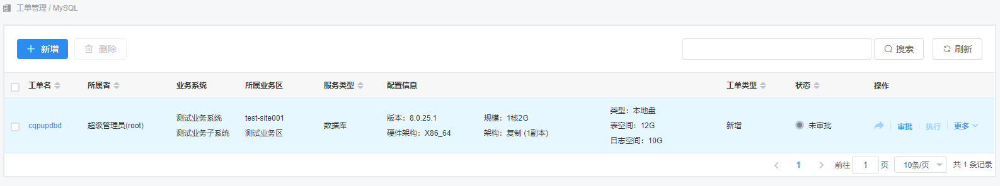 工单管理 / MySQL
新增 删除 搜索 刷新
工单名 所属者 业务系统 所属业务区 服务类型 配置信息 工单类型 状态 操作
cqpupdbd 超级管理员(root) 测试业务系统 test-site001 数据库 版本：8.0.25.1 规模：1核2G 类型：本地盘 新增 未审批 审批 执行 更多
测试业务子系统 测试业务区 硬件架构：X86_64 架构：复制 (1副本) 表空间：12G
日志空间：10G
1 前往 1 页 10条/页 共 1 条记录